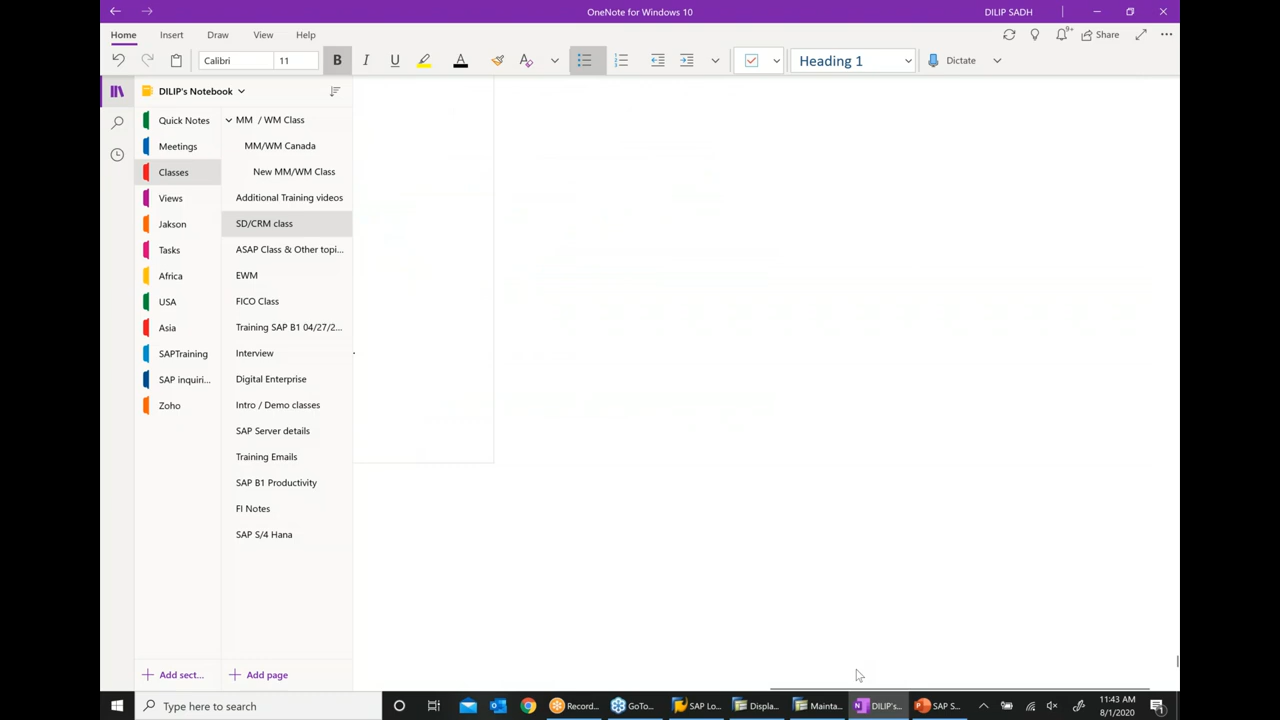 OneNote for Windows 10
DILIP SADH
Home
Insert
Draw
View
Help
9+
Share
Calibri
11
B
I
U
A
Heading 1
Dictate
DILIP's Notebook
Quick Notes
Meetings
Classes
Views
Jakson
Tasks
Africa
USA
Asia
SAPTraining
SAP inquiri...
Zoho
Add sect...
MM / WM Class
MM/WM Canada
New MM/WM Class
Additional Training videos
SD/CRM class
ASAP Class & Other topi...
EWM
FICO Class
Training SAP B1 04/27/2...
Interview
Digital Enterprise
Intro / Demo classes
SAP Server details
Training Emails
SAP B1 Productivity
FI Notes
SAP S/4 Hana
Add page
Type here to search
Recor...
GoTo...
SAP Lo...
Displa...
Mainta...
DILIP's...
SAP S...
11:43 AM
8/1/2020
1